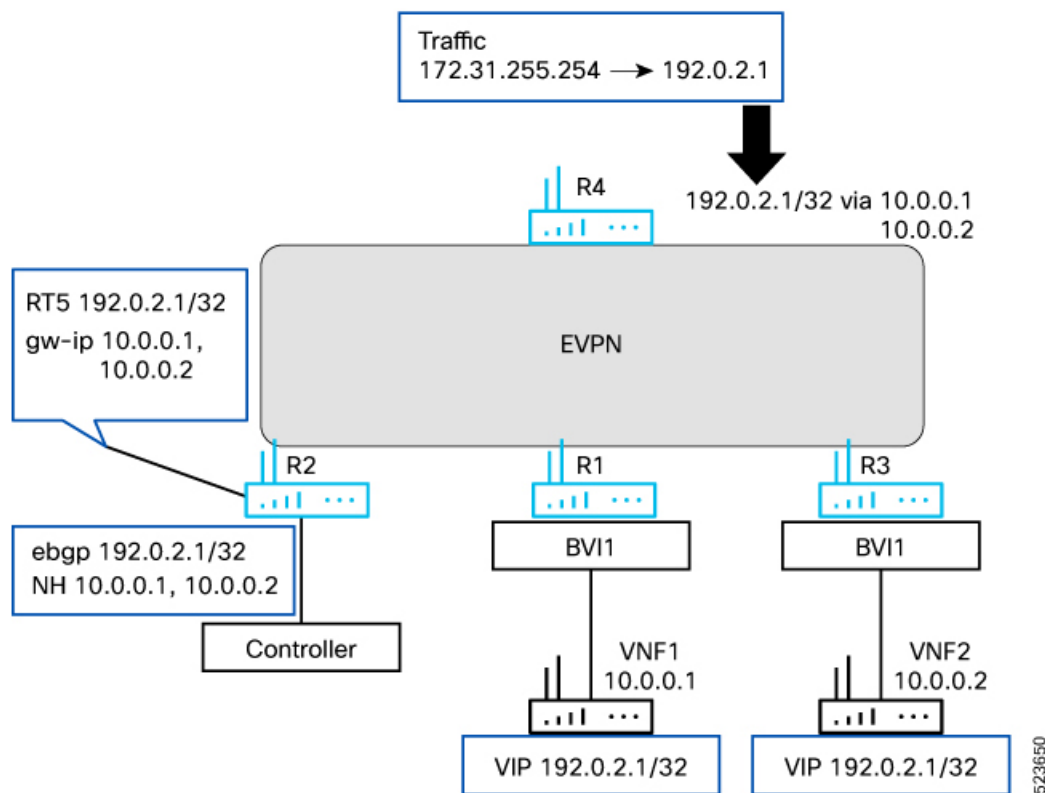 Traffic
172.31.255.254 → 192.0.2.1
R4
192.0.2.1/32 via 10.0.0.1
10.0.0.2
RT5 192.0.2.1/32
gw-ip 10.0.0.1,
10.0.0.2
EVPN
R2
R1
R3
ebgp 192.0.2.1/32
NH 10.0.0.1, 10.0.0.2
BVI1
BVI1
Controller
VNF1
10.0.0.1
VNF2
10.0.0.2
VIP 192.0.2.1/32
VIP 192.0.2.1/32
523650